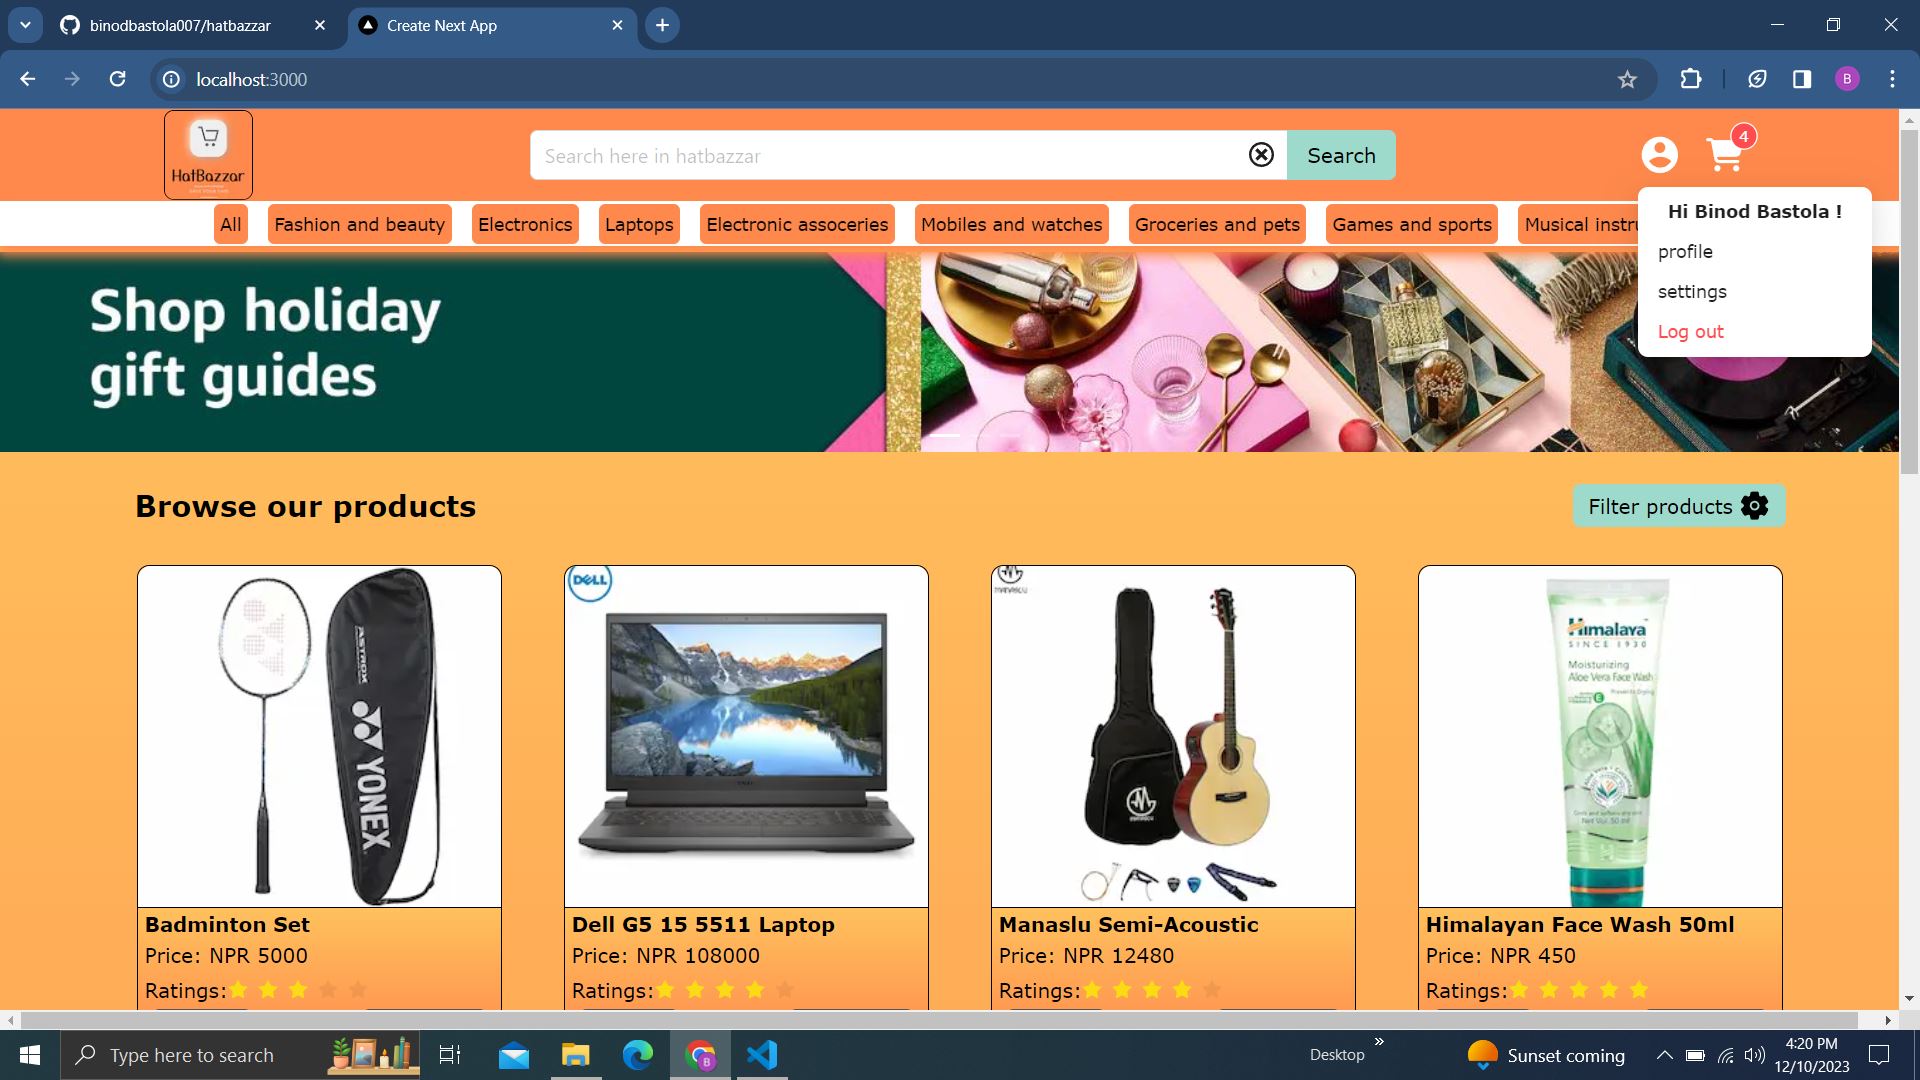 binodbastola007/hatbazzar
Create Next App
localhost:3000
B
HatBazzar
Search here in hatbazzar
Search
4
All
Fashion and beauty
Electronics
Laptops
Electronic assoceries
Mobiles and watches
Groceries and pets
Games and sports
Musical instru
Hi Binod Bastola !
profile
settings
Log out
Shop holiday
gift guides
Browse our products
Filter products
ASTROX
YONEX
DELL
MANASLU
Himalaya
SINCE 1930
Moisturizing
Aloe Vera Face Wash
Badminton Set
Price: NPR 5000
Ratings:
Dell G5 15 5511 Laptop
Price: NPR 108000
Ratings:
Manaslu Semi-Acoustic
Price: NPR 12480
Ratings:
Himalayan Face Wash 50ml
Price: NPR 450
Ratings:
Type here to search
B
Desktop
»
Sunset coming
4:20 PM
12/10/2023